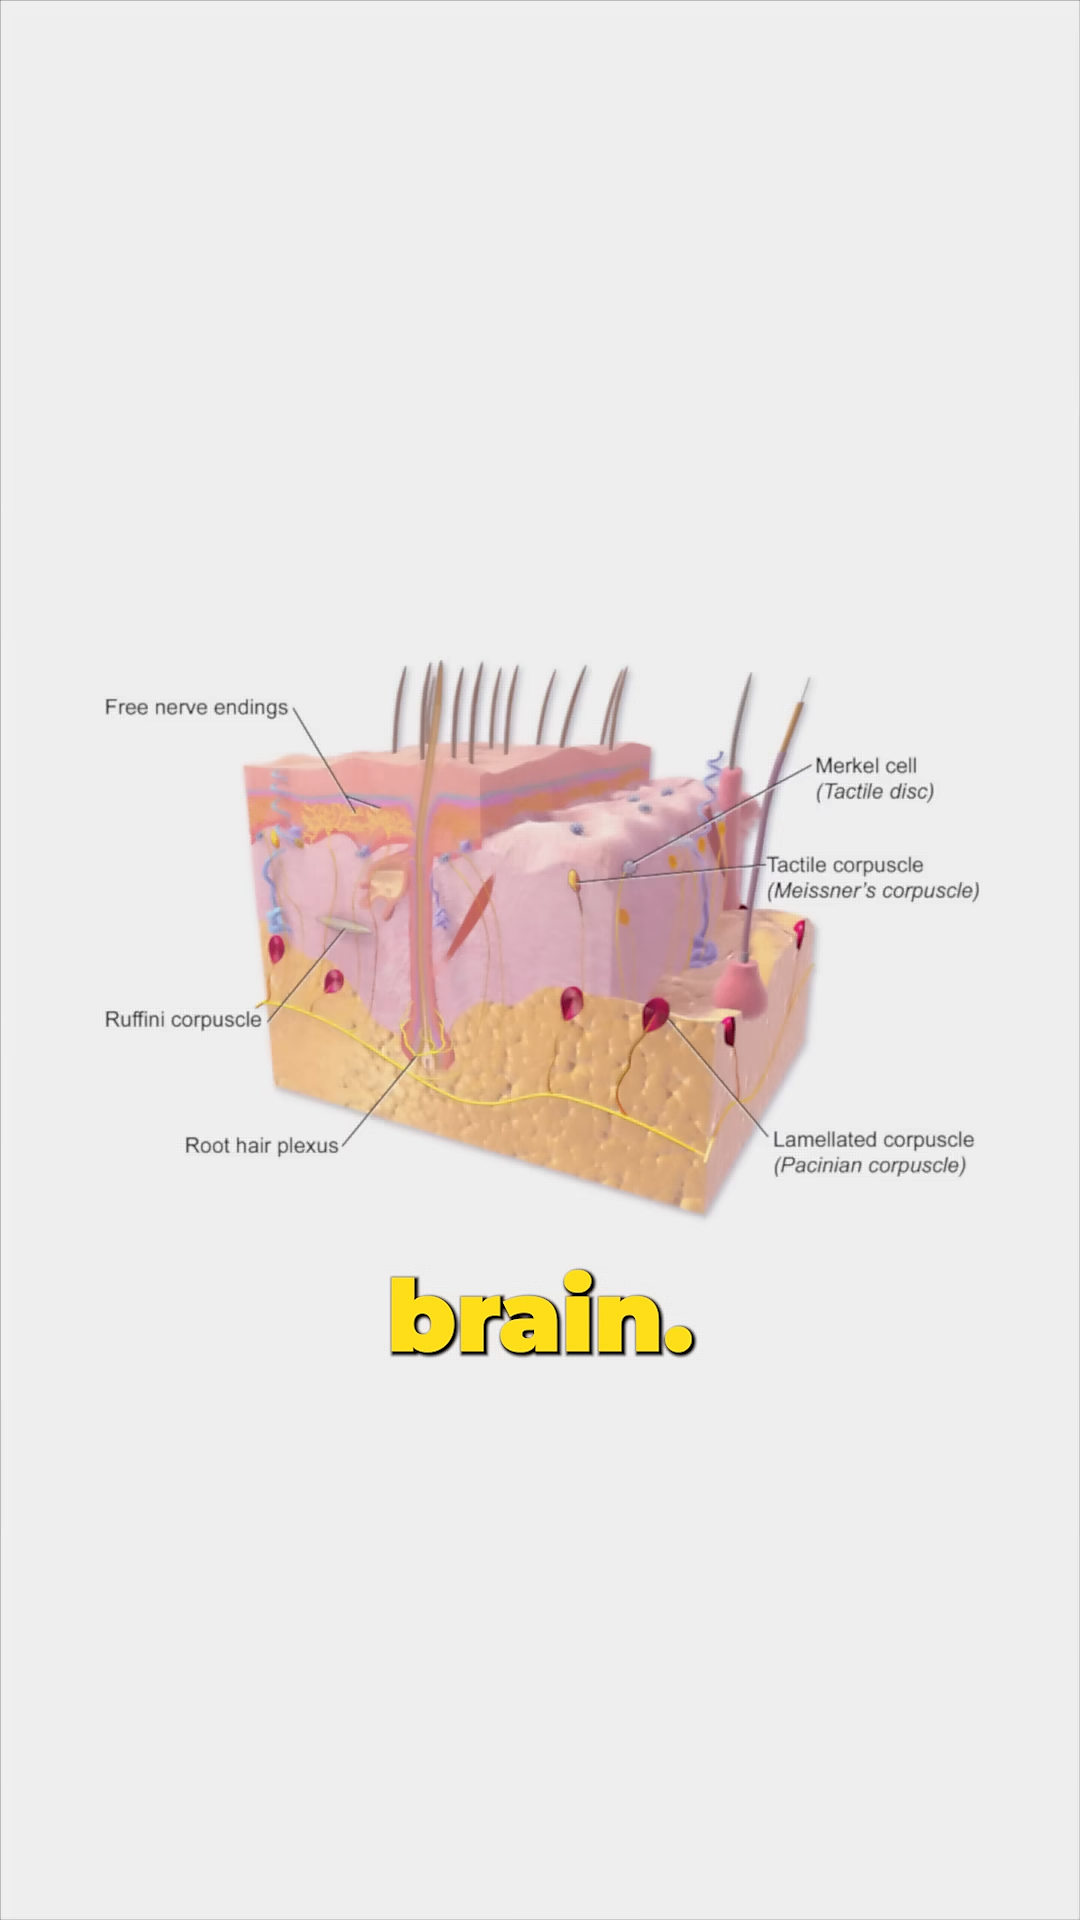 Free nerve endings
Merkel cell
(Tactile disc)
Tactile corpuscle
(Meissner's corpuscle)
Ruffini corpuscle
Root hair plexus
Lamellated corpuscle
(Pacinian corpuscle)
brain.